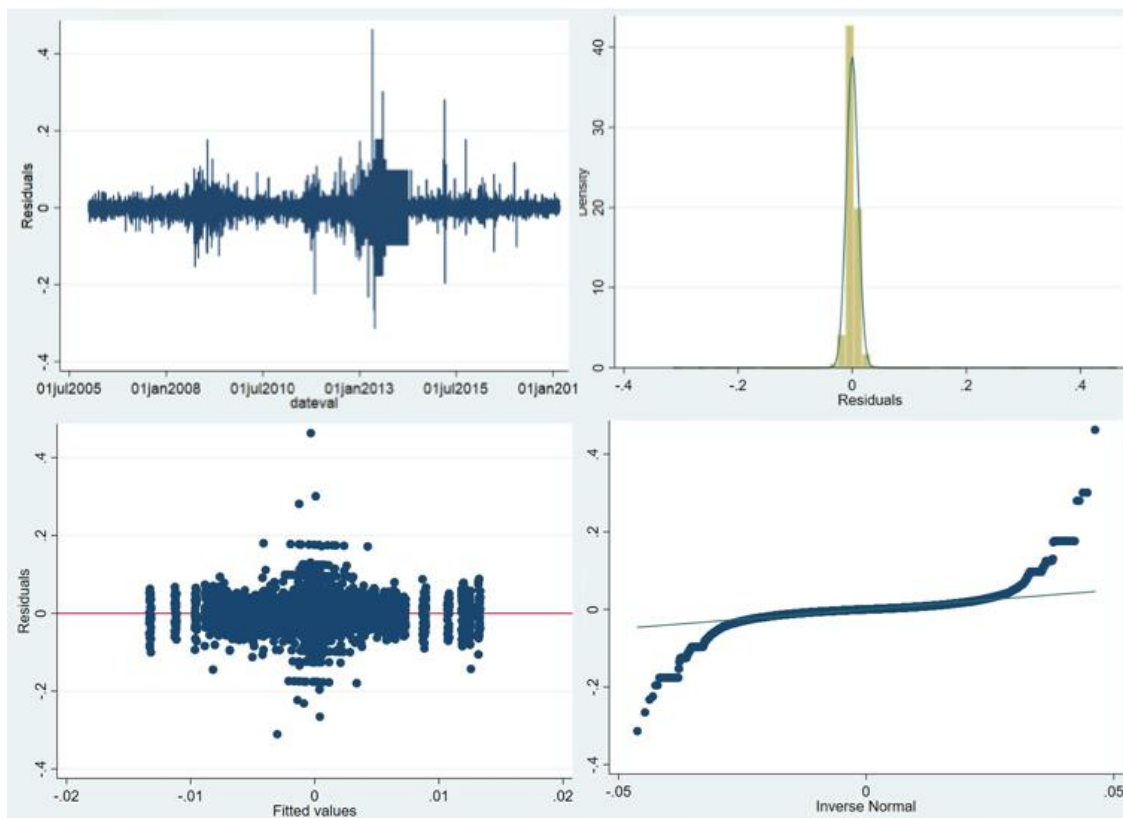 .4
.2
0
-.2
-.4
Residuals
01jul2005 01jan2008 01jul2010 01jan2013 01jul2015 01jan201
dateval
40
30
20
10
0
Density
-.4 -.2 0 .2 .4
Residuals
.4
.2
0
-.2
-.4
Residuals
-.02 -.01 0 .01 .02
Fitted values
.4
.2
0
-.2
-.4
-.05 0 .05
Inverse Normal